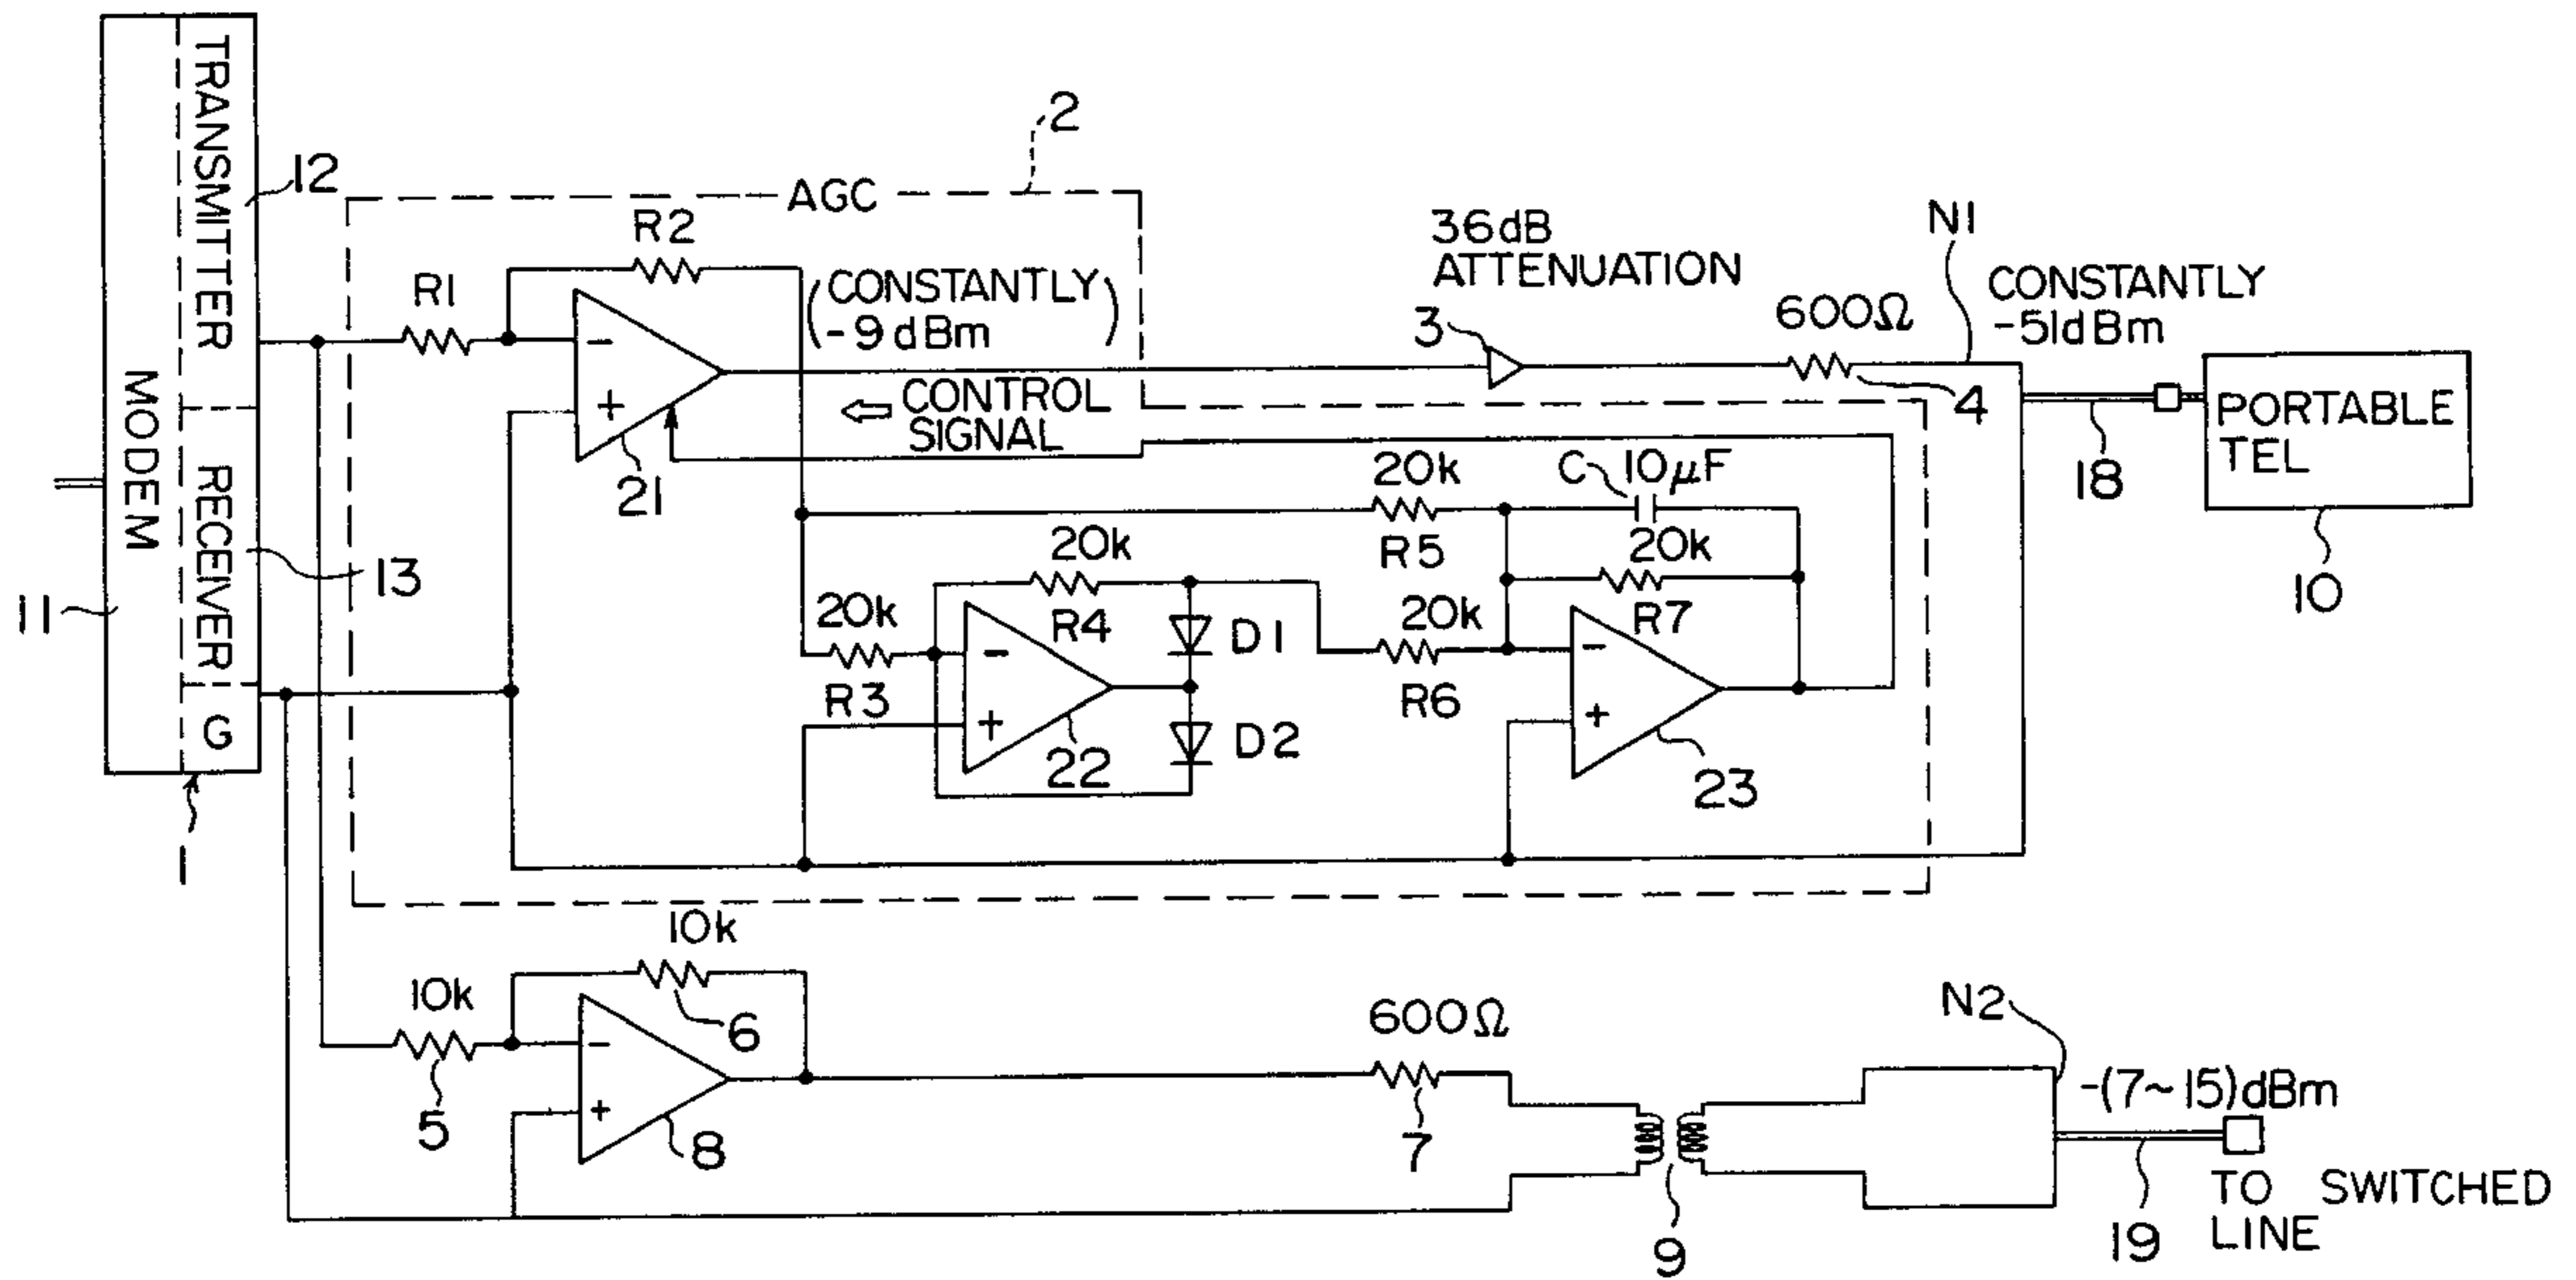 TRANSMITTER
12
MODEM
RECEIVER
13
11
G
1
2
AGC
R2
R1
(CONSTANTLY
-9dBm)
-
+
21
CONTROL
SIGNAL
36dB
ATTENUATION
3
600Ω
4
N1
CONSTANTLY
-51dBm
PORTABLE
TEL
18
10
20k
R5
C
10μF
20k
R7
20k
R4
20k
R3
-
+
22
D1
D2
20k
R6
-
+
23
10k
6
10k
5
-
+
8
600Ω
7
9
N2
-(7~15)dBm
19
TO SWITCHED
LINE